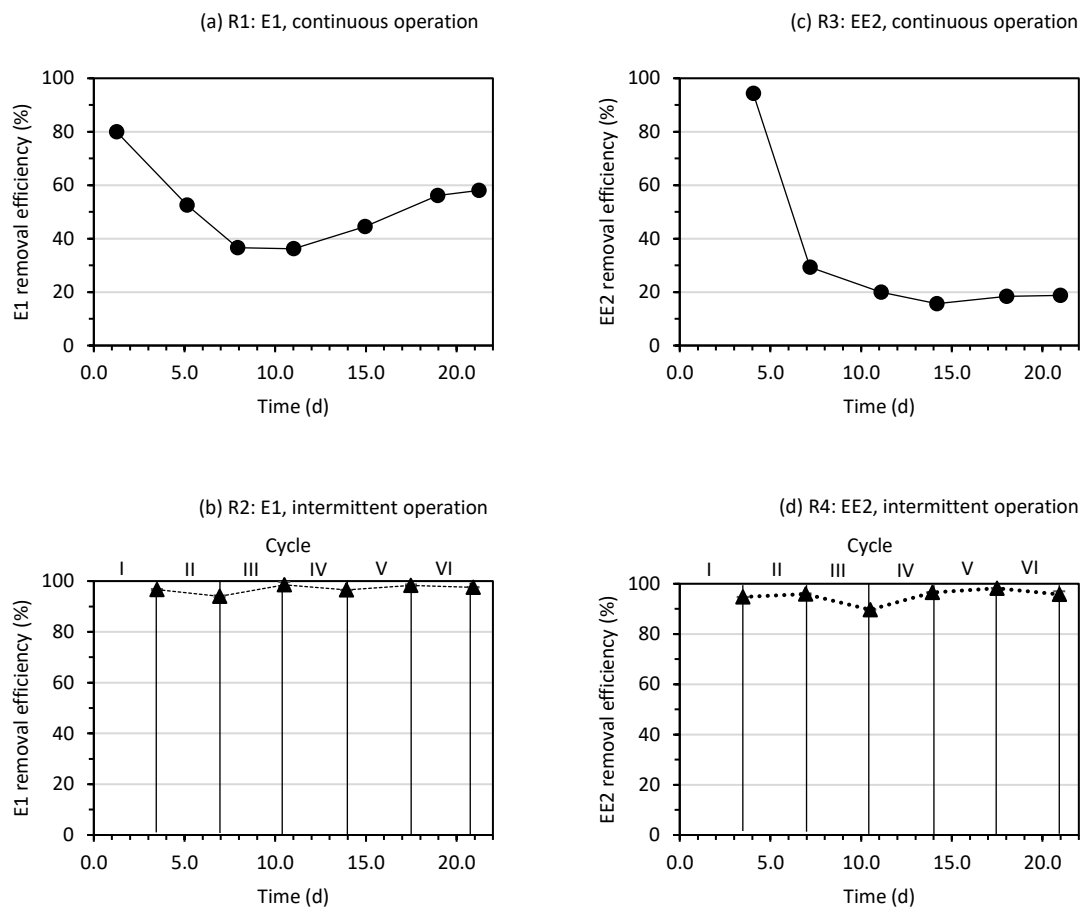 (a) R1: E1, continuous operation
E1 removal efficiency (%)
100
80
60
40
20
0
0.0 5.0 10.0 15.0 20.0
Time (d)
(c) R3: EE2, continuous operation
EE2 removal efficiency (%)
100
80
60
40
20
0
0.0 5.0 10.0 15.0 20.0
Time (d)
(b) R2: E1, intermittent operation
Cycle
I II III IV V VI
E1 removal efficiency (%)
100
80
60
40
20
0
0.0 5.0 10.0 15.0 20.0
Time (d)
(d) R4: EE2, intermittent operation
Cycle
I II III IV V VI
EE2 removal efficiency (%)
100
80
60
40
20
0
0.0 5.0 10.0 15.0 20.0
Time (d)